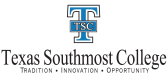 T
TSC
Texas Southmost College
TRADITION • INNOVATION • OPPORTUNITY